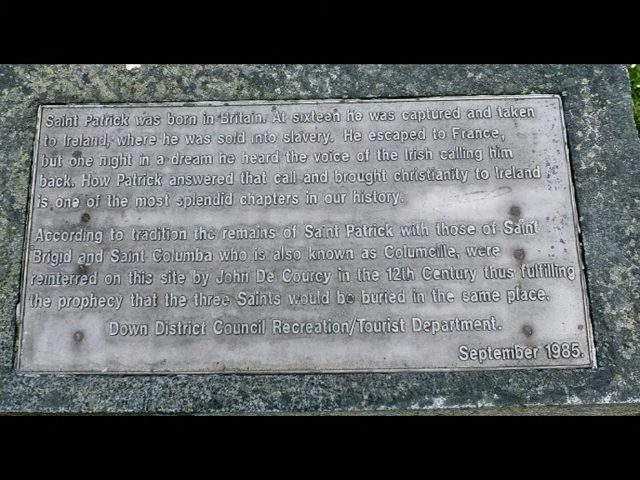 Saint Patrick was born in Britain. At sixteen he was captured and taken
to Ireland, where he was sold into slavery. He escaped to France,
but one night in a dream he heard the voice of the Irish calling him
back. How Patrick answered that call and brought christianity to Ireland
is one of the most splendid chapters in our history.
According to tradition the remains of Saint Patrick with those of Saint
Brigid and Saint Columba who is also known as Columcille, were
reinterred on this site by John De Courcy in the 12th Century thus fulfilling
the prophecy that the three Saints would be buried in the same place.
Down District Council Recreation/Tourist Department.
September 1985.